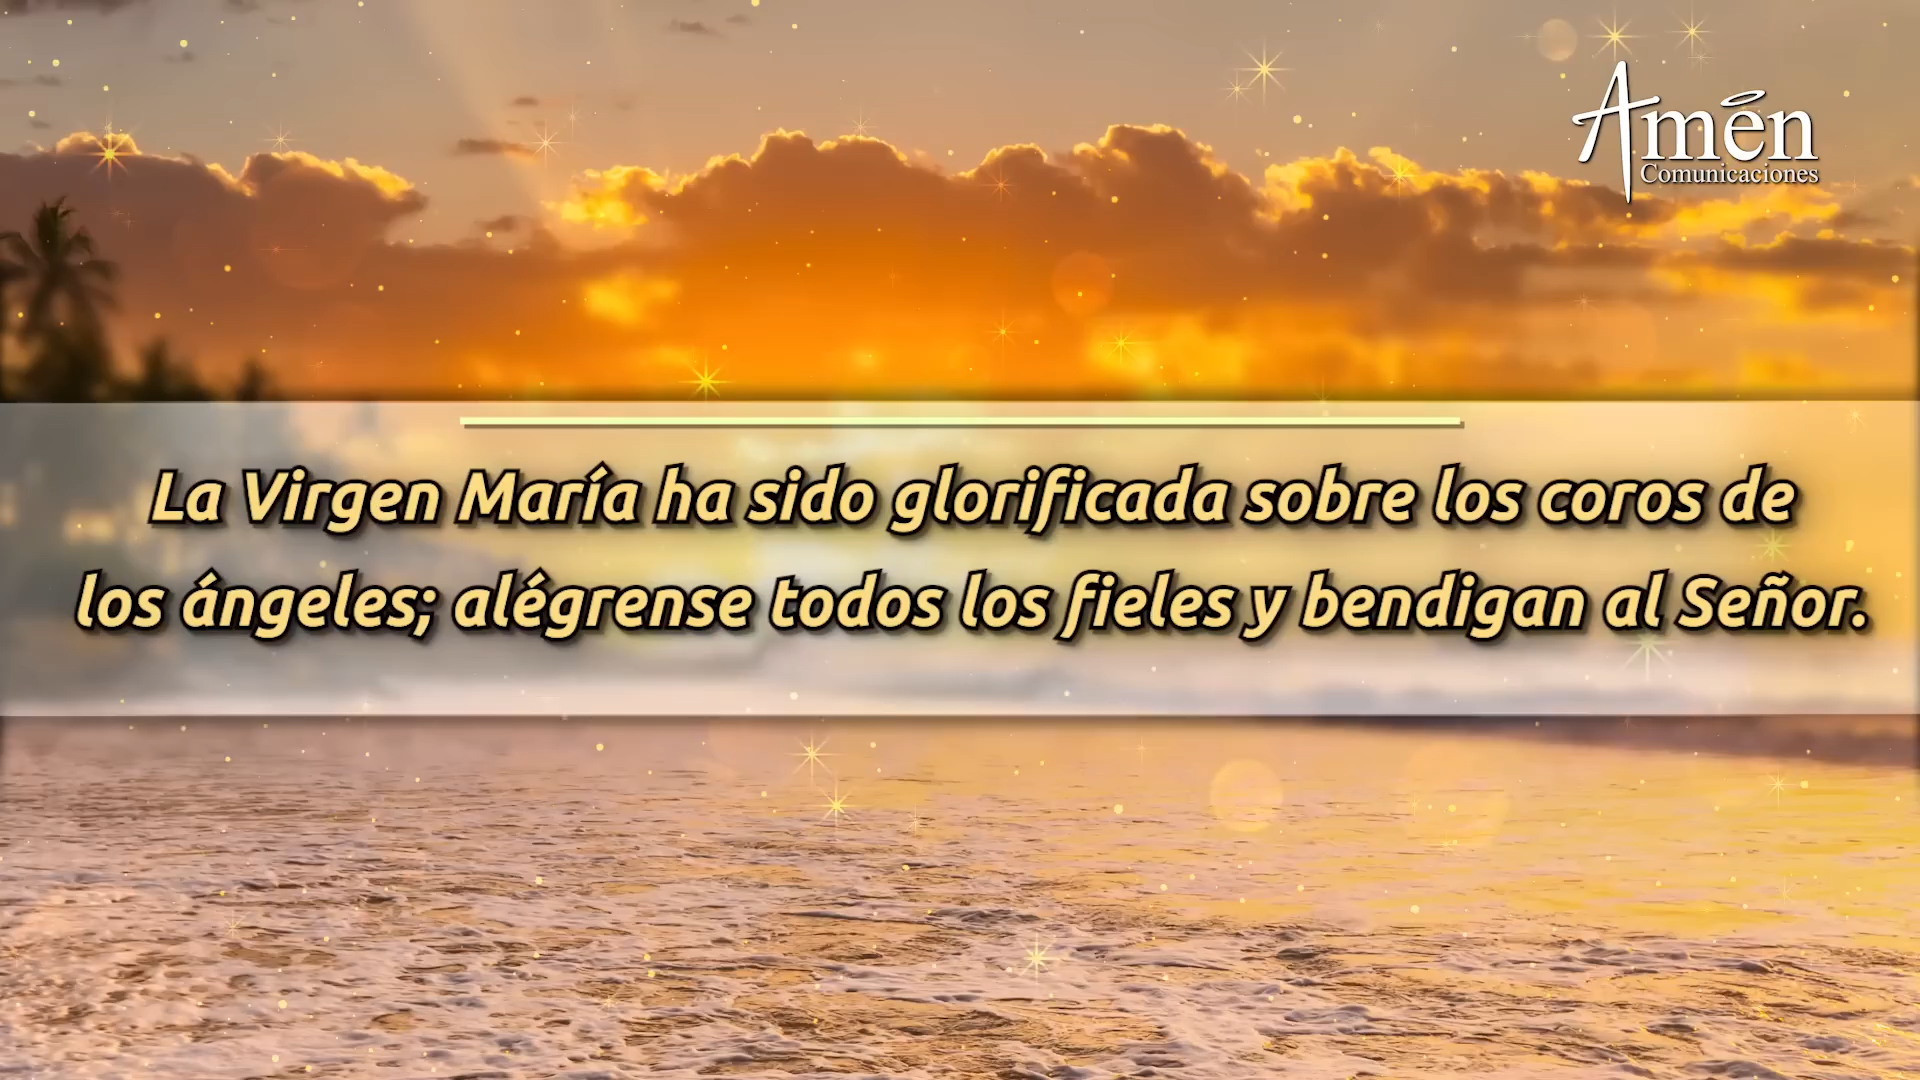 Amén
Comunicaciones
La Virgen María ha sido glorificada sobre los coros de
los ángeles; alégrense todos los fieles y bendigan al Señor.